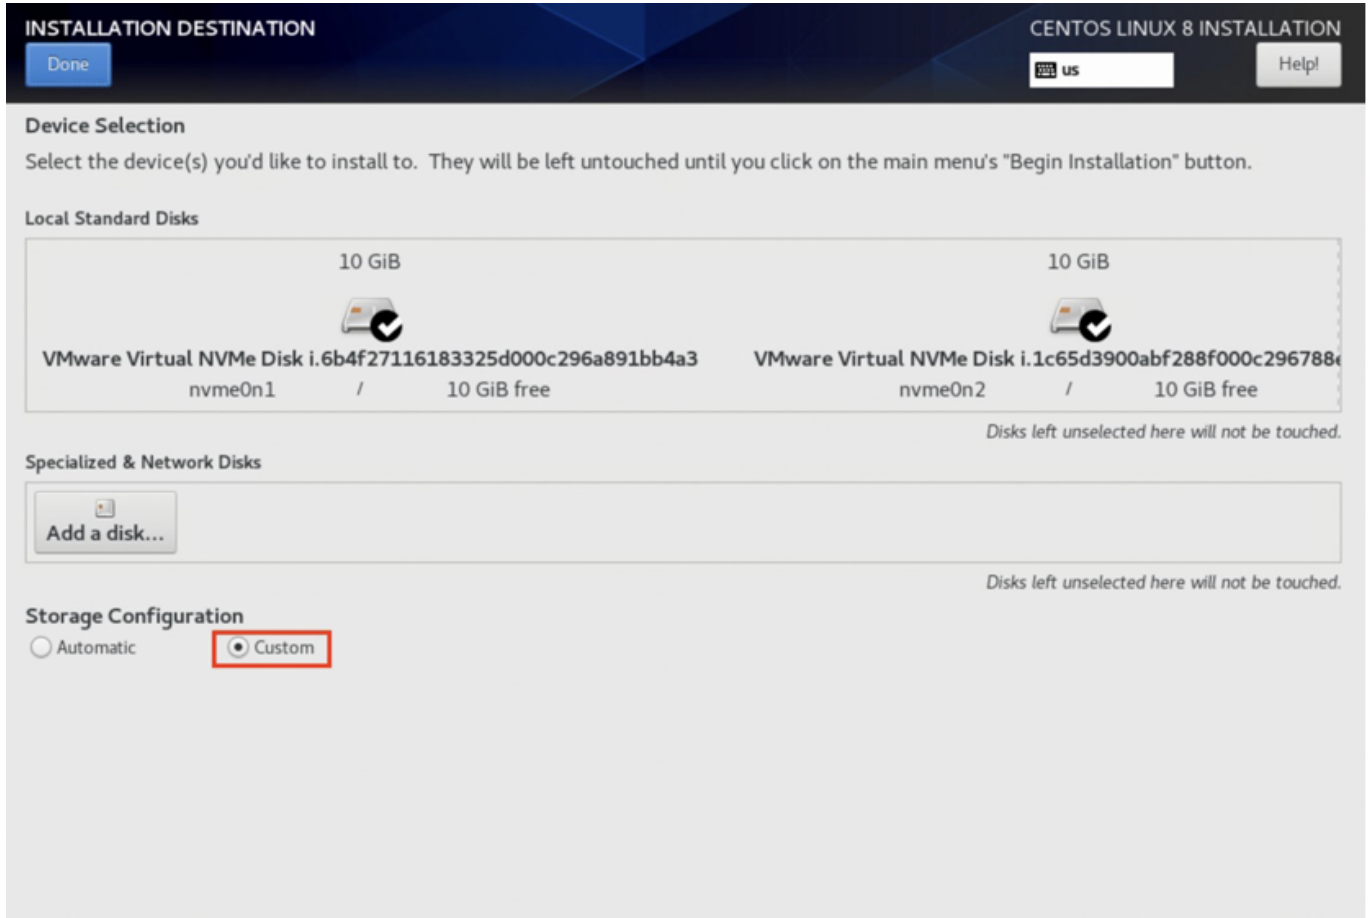 INSTALLATION DESTINATION
CENTOS LINUX 8 INSTALLATION
Done
us
Help!
Device Selection
Select the device(s) you'd like to install to. They will be left untouched until you click on the main menu's "Begin Installation" button.
Local Standard Disks
10 GiB
10 GiB
VMware Virtual NVMe Disk i.6b4f27116183325d000c296a891bb4a3
VMware Virtual NVMe Disk i.1c65d3900abf288f000c296788
nvme0n1 / 10 GiB free
nvme0n2 / 10 GiB free
Disks left unselected here will not be touched.
Specialized & Network Disks
Add a disk...
Disks left unselected here will not be touched.
Storage Configuration
Automatic
Custom